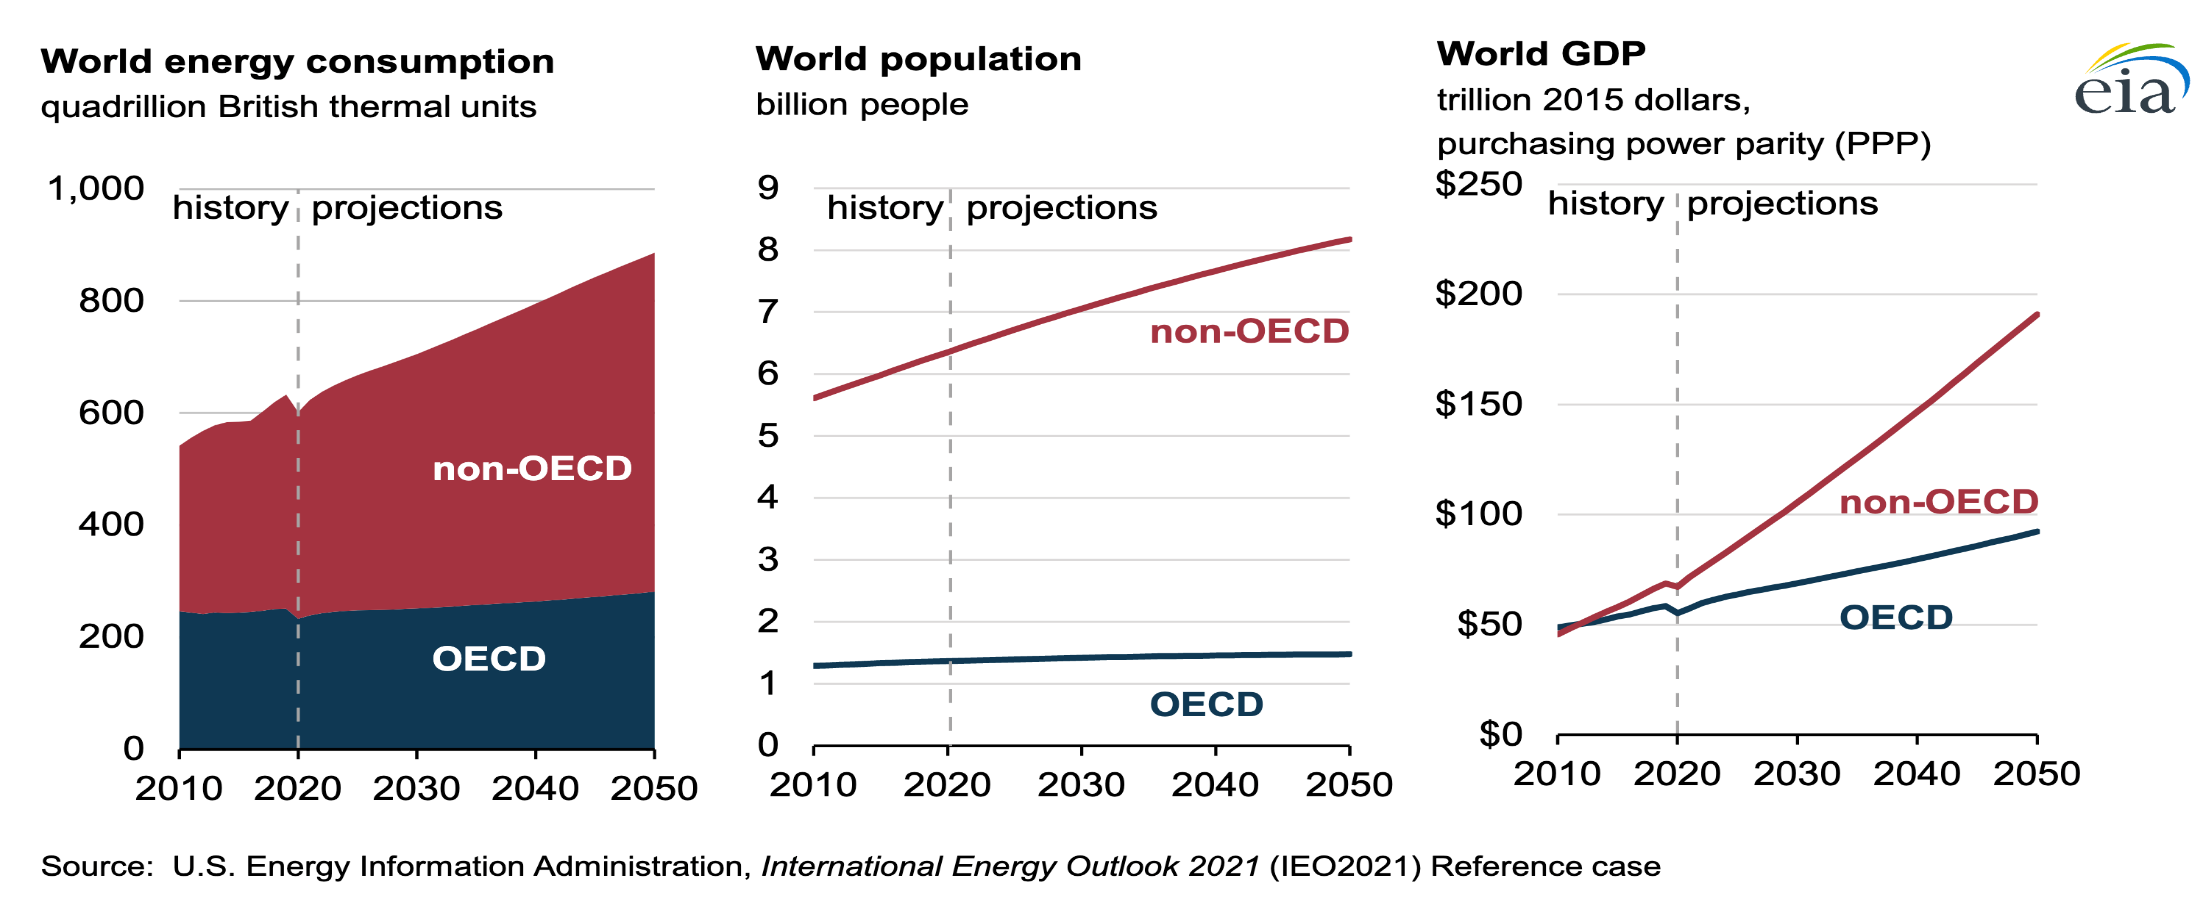 World energy consumption
quadrillion British thermal units
1,000
800
600
400
200
0
history
projections
non-OECD
OECD
2010 2020 2030 2040 2050
World population
billion people
9
8
7
6
5
4
3
2
1
0
history
projections
non-OECD
OECD
2010 2020 2030 2040 2050
World GDP
trillion 2015 dollars,
purchasing power parity (PPP)
$250
$200
$150
$100
$50
$0
history
projections
non-OECD
OECD
2010 2020 2030 2040 2050
eia
Source: U.S. Energy Information Administration, International Energy Outlook 2021 (IEO2021) Reference case